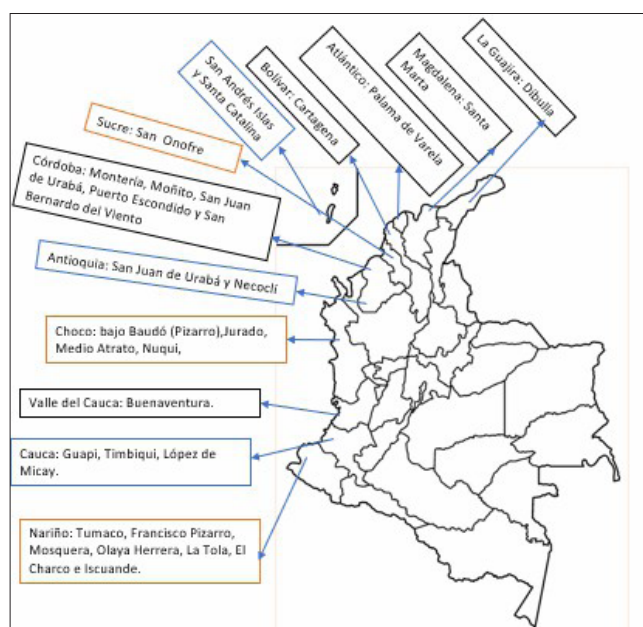 San Andrés Islas
y Santa Catalina
Bolívar: Cartagena
Atlántico: Palama de Varela
Magdalena: Santa
Marta
La Guajira: Dibulla
Sucre: San Onofre
Córdoba: Montería, Moñito, San Juan
de Urabá, Puerto Escondido y San
Bernardo del Viento
Antioquia: San Juan de Urabá y Necoclí
Choco: bajo Baudó (Pizarro),Jurado,
Medio Atrato, Nuqui,
Valle del Cauca: Buenaventura.
Cauca: Guapi, Timbiqui, López de
Micay.
Nariño: Tumaco, Francisco Pizarro,
Mosquera, Olaya Herrera, La Tola, El
Charco e Iscuande.